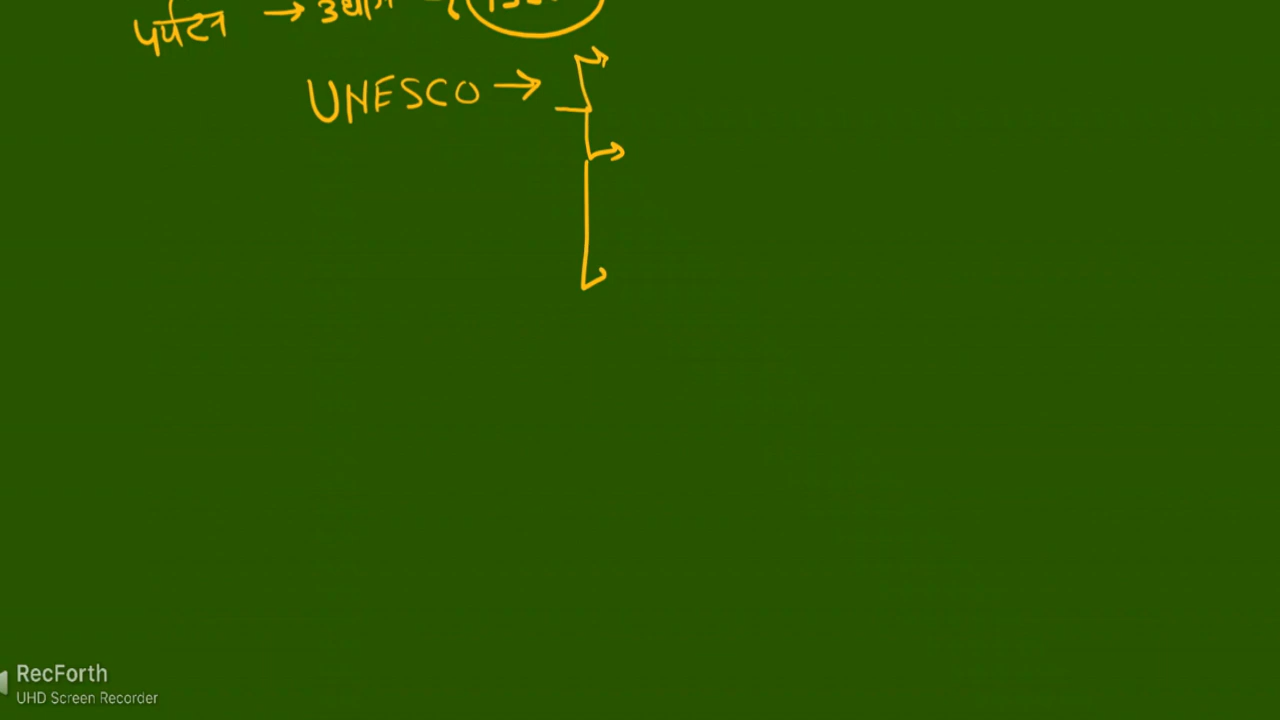 पर्यटन → उद्योग →
UNESCO →
RecForth
UHD Screen Recorder